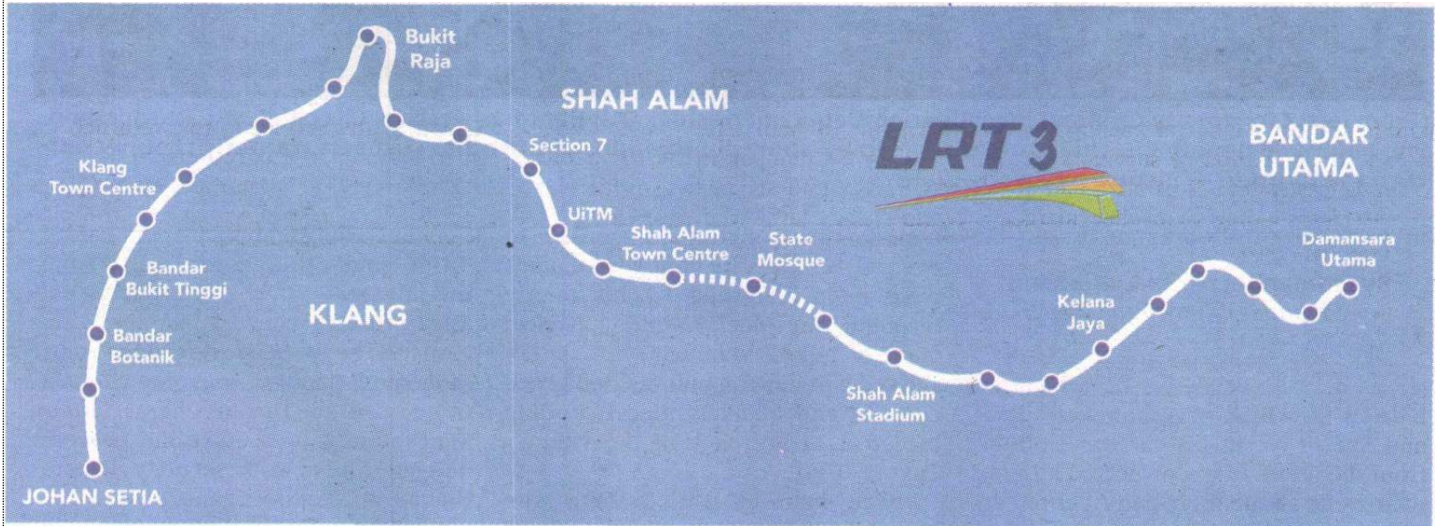 Bukit
Raja
SHAH ALAM
LRT 3
BANDAR
UTAMA
Section 7
Klang
Town Centre
UiTM
Shah Alam
Town Centre
State
Mosque
Damansara
Utama
Bandar
Bukit Tinggi
KLANG
Kelana
Jaya
Bandar
Botanik
Shah Alam
Stadium
JOHAN SETIA